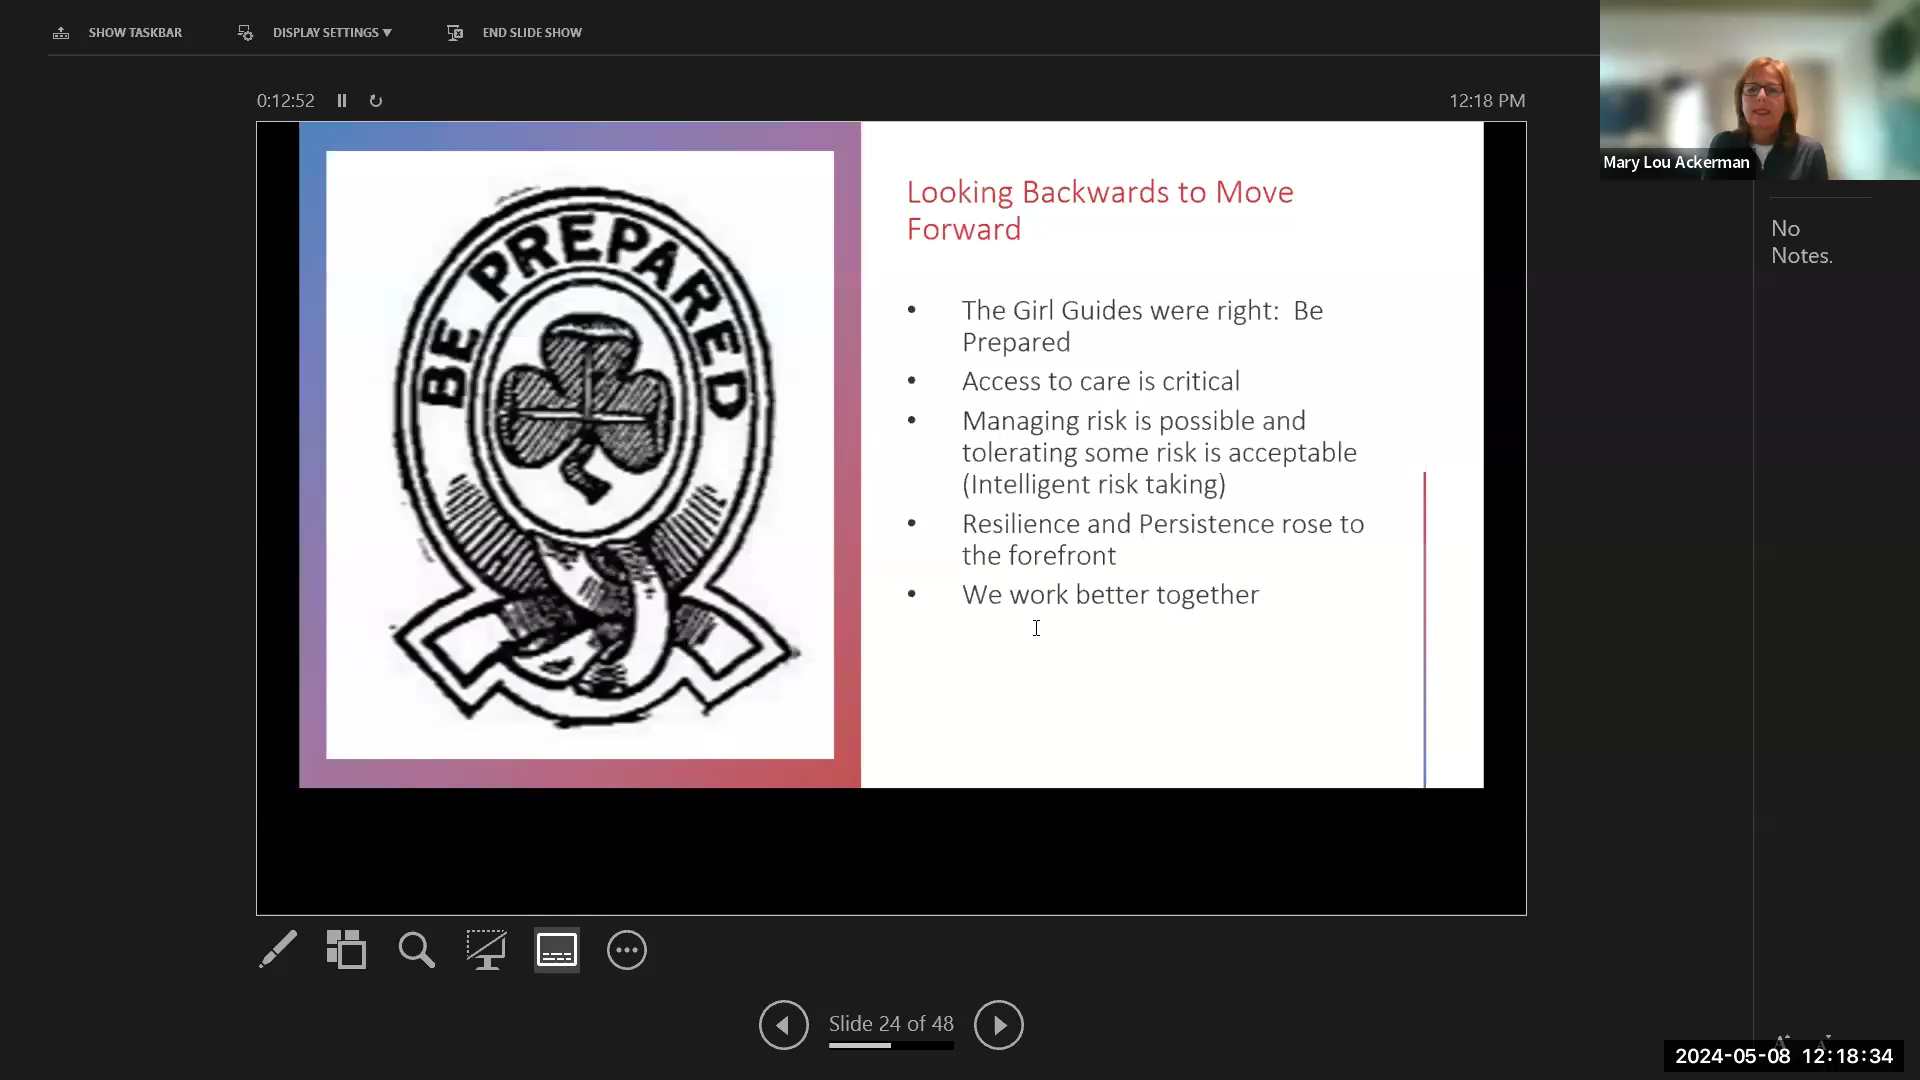 SHOW TASKBAR
DISPLAY SETTINGS ▼
END SLIDE SHOW
0:12:52
12:18 PM
Mary Lou Ackerman
No
Notes.
BE PREPARED
Looking Backwards to Move
Forward
• The Girl Guides were right:  Be
Prepared
• Access to care is critical
• Managing risk is possible and
tolerating some risk is acceptable
(Intelligent risk taking)
• Resilience and Persistence rose to
the forefront
• We work better together
Slide 24 of 48
2024-05-08 12:18:34